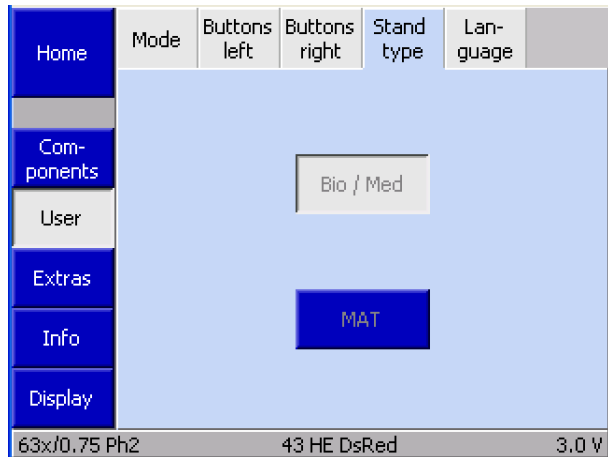 Home
Mode
Buttons
left
Buttons
right
Stand
type
Lan-
guage
Com-
ponents
User
Extras
Info
Display
Bio / Med
MAT
63x/0.75 Ph2
43 HE DsRed
3.0 V